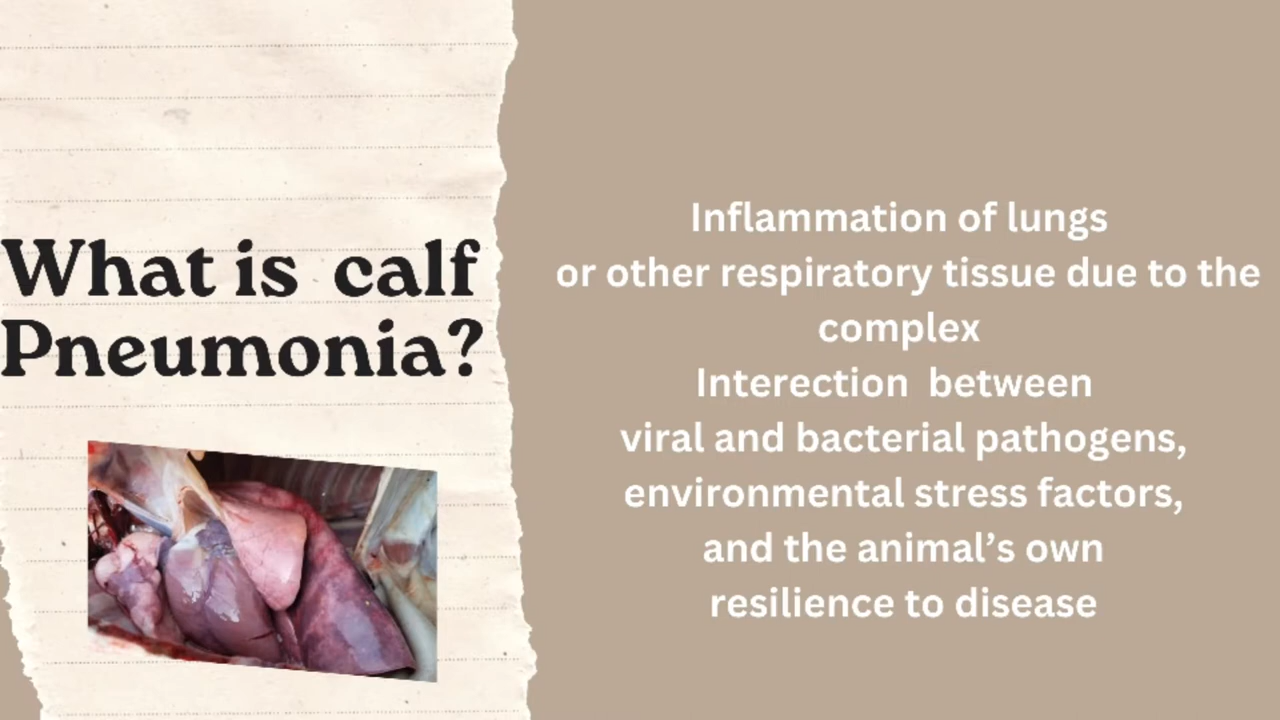 What is calf
Pneumonia?
Inflammation of lungs
or other respiratory tissue due to the
complex
Interection between
viral and bacterial pathogens,
environmental stress factors,
and the animal’s own
resilience to disease